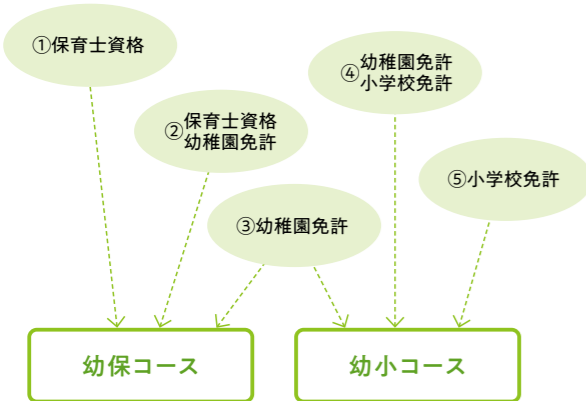 ①保育士資格
④幼稚園免許
小学校免許
②保育士資格
幼稚園免許
⑤小学校免許
③幼稚園免許
幼保コース
幼小コース